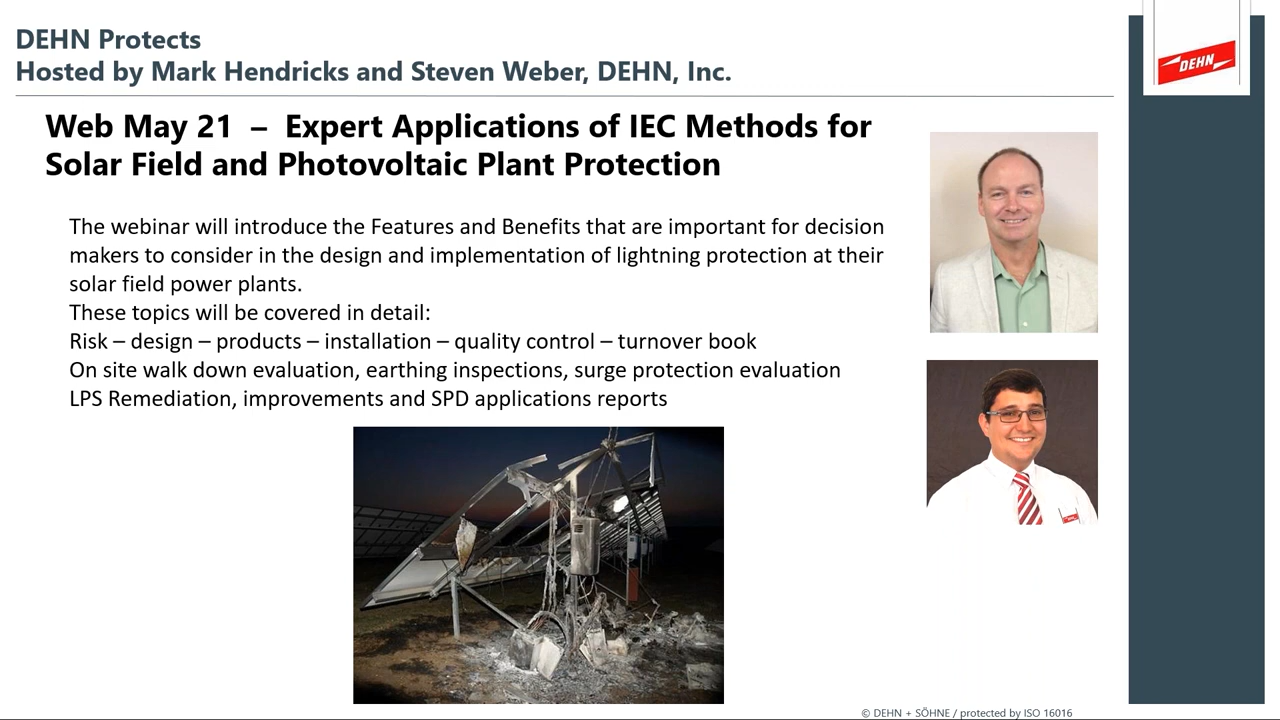 DEHN Protects
Hosted by Mark Hendricks and Steven Weber, DEHN, Inc.
DEHN
Web May 21 – Expert Applications of IEC Methods for
Solar Field and Photovoltaic Plant Protection
The webinar will introduce the Features and Benefits that are important for decision
makers to consider in the design and implementation of lightning protection at their
solar field power plants.
These topics will be covered in detail:
Risk – design – products – installation – quality control – turnover book
On site walk down evaluation, earthing inspections, surge protection evaluation
LPS Remediation, improvements and SPD applications reports
© DEHN + SÖHNE / protected by ISO 16016